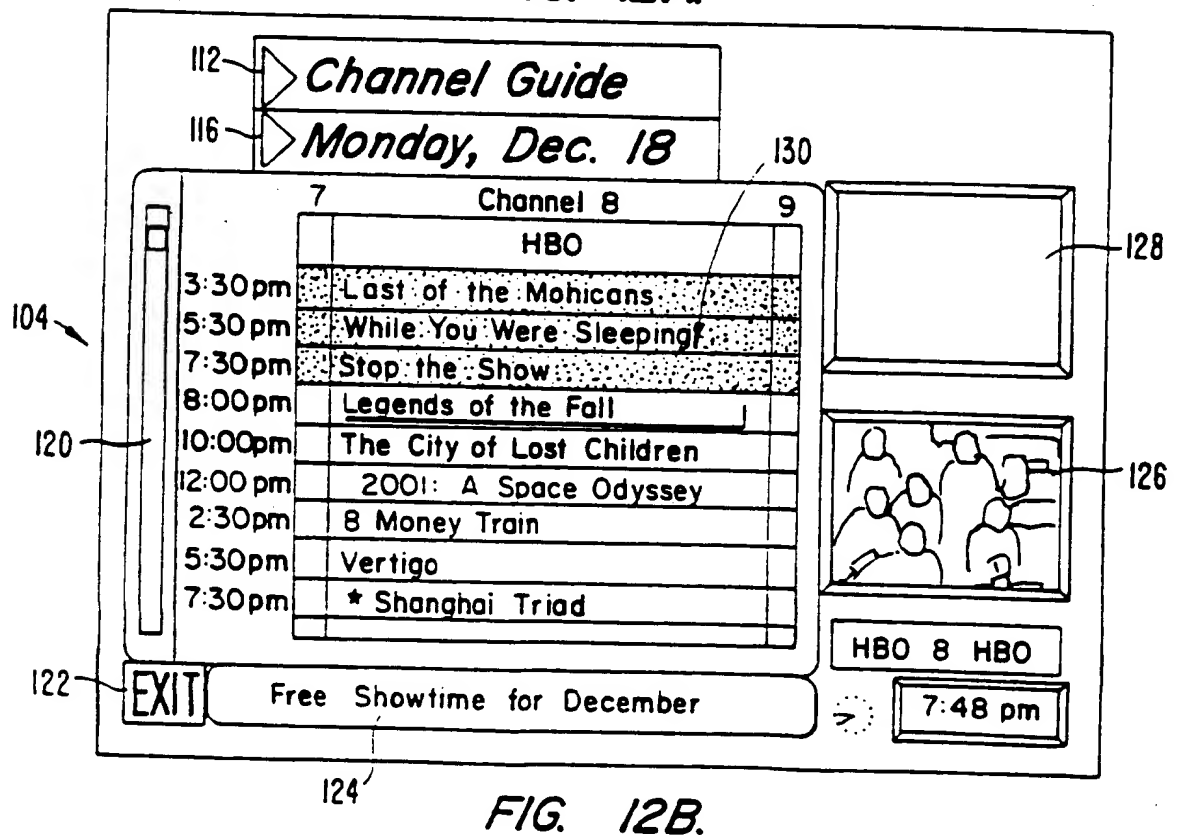 112 Channel Guide
116 Monday, Dec. 18
130
7 Channel 8 9
HBO
128
3:30pm Last of the Mohicans
104
5:30pm While You Were Sleeping
7:30pm Stop the Show
8:00pm Legends of the Fall
120
10:00pm The City of Lost Children
126
12:00 pm 2001: A Space Odyssey
2:30pm 8 Money Train
5:30pm Vertigo
7:30pm * Shanghai Triad
HBO 8 HBO
122 EXIT Free Showtime for December
7:48 pm
124
FIG. 12B.